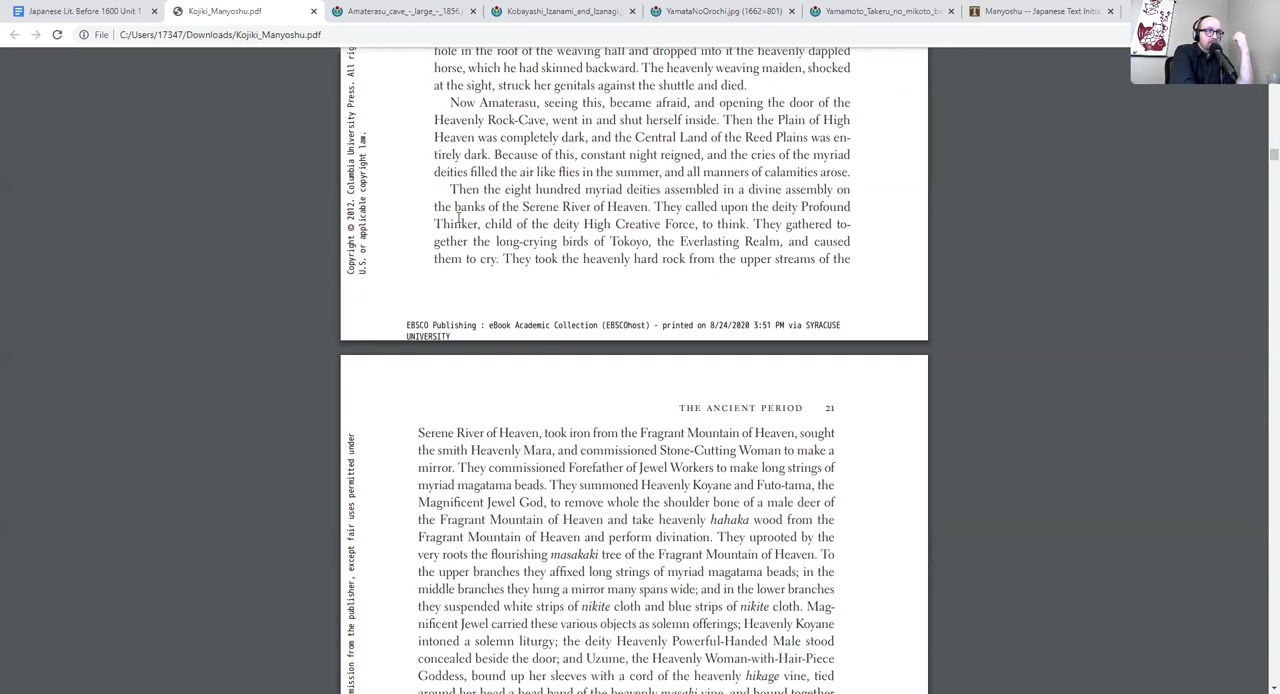 Japanese Lit. Before 1600 Unit 1
Kojiki_Manyoshu.pdf
Amaterasu_cave_-_large_-_1856.
Kobayashi_Izanami_and_Izanagi.
YamataNoOrochi.jpg (1662×801)
Yamamoto_Takeru_no_mikoto_b
Manyoshu -- Japanese Text Initia
File
C:/Users/17347/Downloads/Kojiki_Manyoshu.pdf
hole in the roof of the weaving hall and dropped into it the heavenly dappled
horse, which he had skinned backward. The heavenly weaving maiden, shocked
at the sight, struck her genitals against the shuttle and died.
Now Amaterasu, seeing this, became afraid, and opening the door of the
Heavenly Rock-Cave, went in and shut herself inside. Then the Plain of High
Heaven was completely dark, and the Central Land of the Reed Plains was en-
tirely dark. Because of this, constant night reigned, and the cries of the myriad
deities filled the air like flies in the summer, and all manners of calamities arose.
Then the eight hundred myriad deities assembled in a divine assembly on
the banks of the Serene River of Heaven. They called upon the deity Profound
Thinker, child of the deity High Creative Force, to think. They gathered to-
gether the long-crying birds of Tokoyo, the Everlasting Realm, and caused
them to cry. They took the heavenly hard rock from the upper streams of the
Copyright © 2012. Columbia University Press. All rig
U.S. or applicable copyright law.
EBSCO Publishing : eBook Academic Collection (EBSCOhost) - printed on 8/24/2020 3:51 PM via SYRACUSE
UNIVERSITY
THE ANCIENT PERIOD 21
Serene River of Heaven, took iron from the Fragrant Mountain of Heaven, sought
the smith Heavenly Mara, and commissioned Stone-Cutting Woman to make a
mirror. They commissioned Forefather of Jewel Workers to make long strings of
myriad magatama beads. They summoned Heavenly Koyane and Futo-tama, the
Magnificent Jewel God, to remove whole the shoulder bone of a male deer of
the Fragrant Mountain of Heaven and take heavenly hahaka wood from the
Fragrant Mountain of Heaven and perform divination. They uprooted by the
very roots the flourishing masakaki tree of the Fragrant Mountain of Heaven. To
the upper branches they affixed long strings of myriad magatama beads; in the
middle branches they hung a mirror many spans wide; and in the lower branches
they suspended white strips of nikite cloth and blue strips of nikite cloth. Mag-
nificent Jewel carried these various objects as solemn offerings; Heavenly Koyane
intoned a solemn liturgy; the deity Heavenly Powerful-Handed Male stood
concealed beside the door; and Uzume, the Heavenly Woman-with-Hair-Piece
Goddess, bound up her sleeves with a cord of the heavenly hikage vine, tied
around her head a head band of the heavenly masaki vine, and bound together
mission from the publisher, except fair uses permitted under